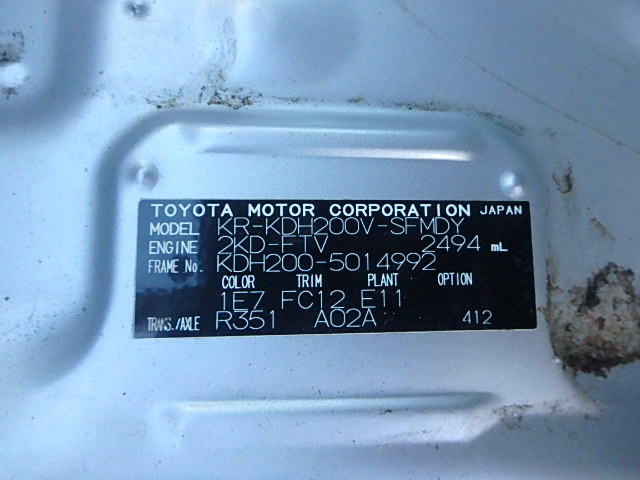 TOYOTA MOTOR CORPORATION JAPAN
MODEL KR-KDH200V-SFMDY
ENGINE 2KD-FTV 2494 mL
FRAME No. KDH200-5014992
COLOR TRIM PLANT OPTION
1E7 FC12 E11
TRANS./AXLE R351 A02A 412